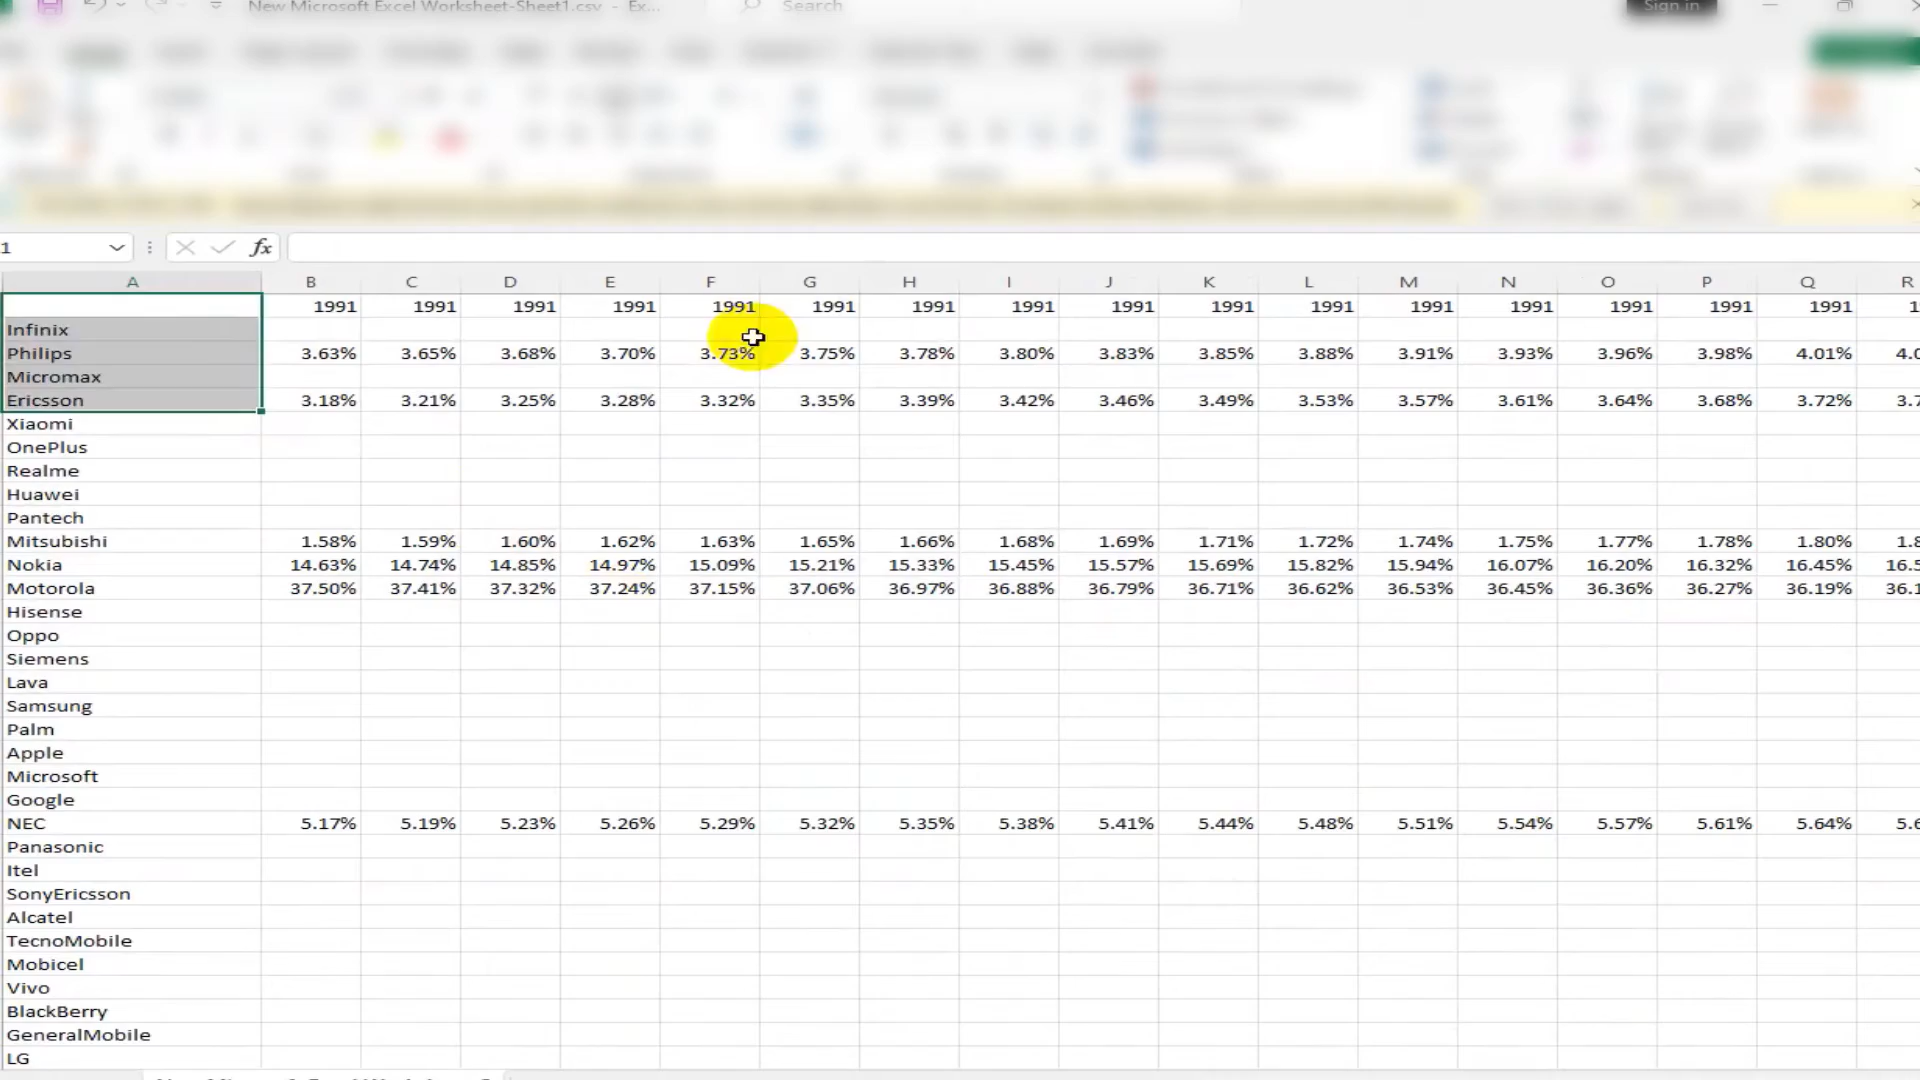 New Microsoft Excel Worksheet-Sheet1.csv - Ex... Search Sign in
1 fx
A B C D E F G H I J K L M N O P Q R
1991 1991 1991 1991 1991 1991 1991 1991 1991 1991 1991 1991 1991 1991 1991 1991
Infinix
Philips 3.63% 3.65% 3.68% 3.70% 3.73% 3.75% 3.78% 3.80% 3.83% 3.85% 3.88% 3.91% 3.93% 3.96% 3.98% 4.01%
Micromax
Ericsson 3.18% 3.21% 3.25% 3.28% 3.32% 3.35% 3.39% 3.42% 3.46% 3.49% 3.53% 3.57% 3.61% 3.64% 3.68% 3.72%
Xiaomi
OnePlus
Realme
Huawei
Pantech
Mitsubishi 1.58% 1.59% 1.60% 1.62% 1.63% 1.65% 1.66% 1.68% 1.69% 1.71% 1.72% 1.74% 1.75% 1.77% 1.78% 1.80%
Nokia 14.63% 14.74% 14.85% 14.97% 15.09% 15.21% 15.33% 15.45% 15.57% 15.69% 15.82% 15.94% 16.07% 16.20% 16.32% 16.45%
Motorola 37.50% 37.41% 37.32% 37.24% 37.15% 37.06% 36.97% 36.88% 36.79% 36.71% 36.62% 36.53% 36.45% 36.36% 36.27% 36.19%
Hisense
Oppo
Siemens
Lava
Samsung
Palm
Apple
Microsoft
Google
NEC 5.17% 5.19% 5.23% 5.26% 5.29% 5.32% 5.35% 5.38% 5.41% 5.44% 5.48% 5.51% 5.54% 5.57% 5.61% 5.64%
Panasonic
Itel
SonyEricsson
Alcatel
TecnoMobile
Mobicel
Vivo
BlackBerry
GeneralMobile
LG